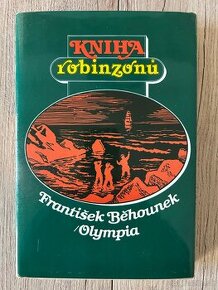 KNIHA
robinzonů
František Běhounek
/Olympia